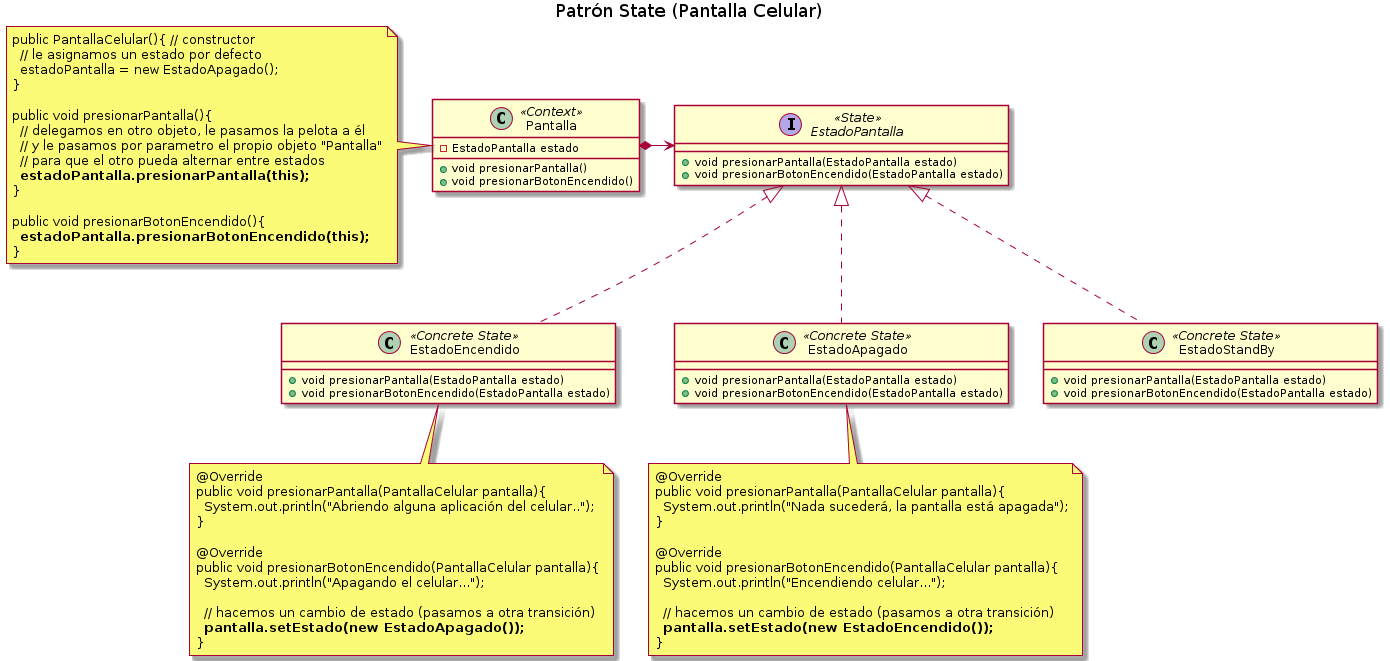 Patrón State (Pantalla Celular)
public PantallaCelular(){ // constructor
// le asignamos un estado por defecto
estadoPantalla = new EstadoApagado();
}
public void presionarPantalla(){
// delegamos en otro objeto, le pasamos la pelota a él
// y le pasamos por parametro el propio objeto "Pantalla"
// para que el otro pueda alternar entre estados
estadoPantalla.presionarPantalla(this);
}
public void presionarBotonEncendido(){
estadoPantalla.presionarBotonEncendido(this);
}
C
«Context»
Pantalla
EstadoPantalla estado
void presionarPantalla()
void presionarBotonEncendido()
I
«State»
EstadoPantalla
void presionarPantalla(EstadoPantalla estado)
void presionarBotonEncendido(EstadoPantalla estado)
C
«Concrete State»
EstadoEncendido
void presionarPantalla(EstadoPantalla estado)
void presionarBotonEncendido(EstadoPantalla estado)
C
«Concrete State»
EstadoApagado
void presionarPantalla(EstadoPantalla estado)
void presionarBotonEncendido(EstadoPantalla estado)
C
«Concrete State»
EstadoStandBy
void presionarPantalla(EstadoPantalla estado)
void presionarBotonEncendido(EstadoPantalla estado)
@Override
public void presionarPantalla(PantallaCelular pantalla){
System.out.println("Abriendo alguna aplicación del celular..");
}
@Override
public void presionarBotonEncendido(PantallaCelular pantalla){
System.out.println("Apagando el celular...");
// hacemos un cambio de estado (pasamos a otra transición)
pantalla.setEstado(new EstadoApagado());
}
@Override
public void presionarPantalla(PantallaCelular pantalla){
System.out.println("Nada sucederá, la pantalla está apagada");
}
@Override
public void presionarBotonEncendido(PantallaCelular pantalla){
System.out.println("Encendiendo celular...");
// hacemos un cambio de estado (pasamos a otra transición)
pantalla.setEstado(new EstadoEncendido());
}